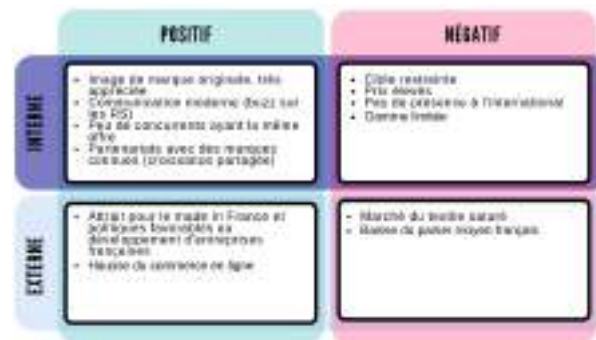 POSITIF
NÉGATIF
INTERNE
• Image de marque originale, très
appréciée
• Communication moderne (buzz sur
les RS)
• Peu de concurrents ayant la même
offre
• Partenariats avec des marques
connues (croissance partagée)
• Cible restreinte
• Prix élevés
• Peu de présence à l'international
• Gamme limitée
EXTERNE
• Attrait pour le made in France et
politiques favorables au
développement d'entreprises
françaises
• Hausse du commerce en ligne
• Marché du textile saturé
• Baisse du panier moyen français